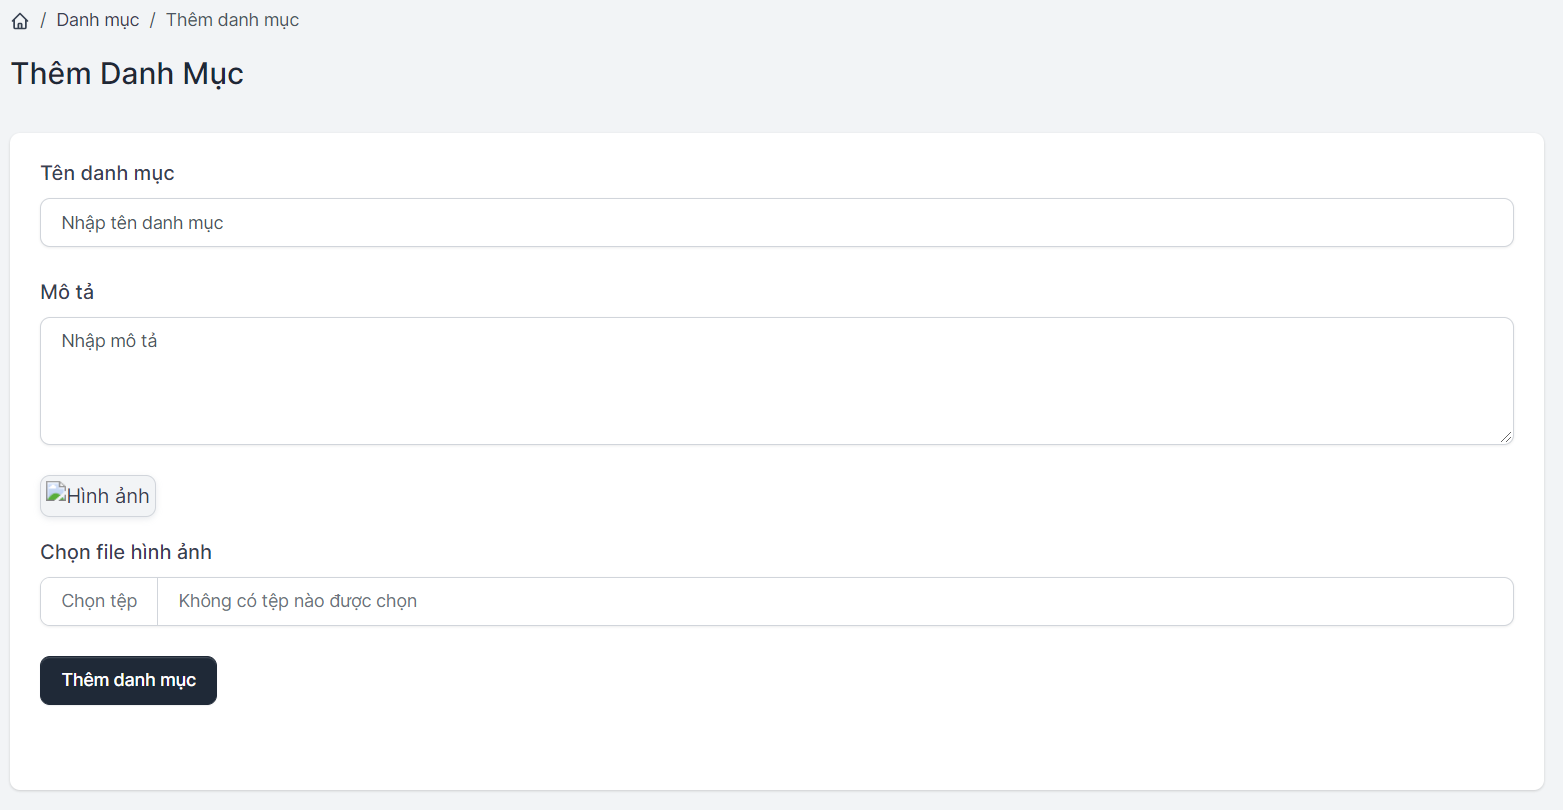 / Danh mục / Thêm danh mục
Thêm Danh Mục
Tên danh mục
Nhập tên danh mục
Mô tả
Nhập mô tả
Hình ảnh
Chọn file hình ảnh
Chọn tệp Không có tệp nào được chọn
Thêm danh mục